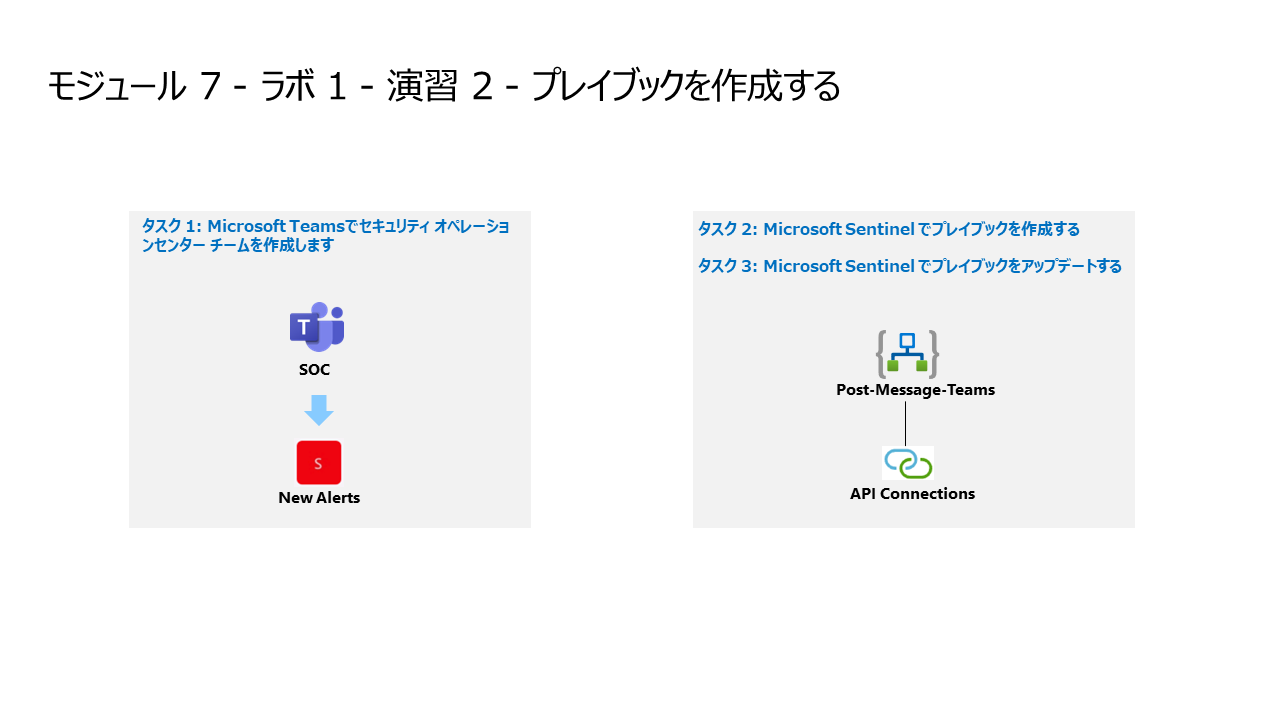 モジュール 7 - ラボ 1 - 演習 2 - プレイブックを作成する
タスク 1: Microsoft Teamsでセキュリティ オペレーショ
ンセンター チームを作成します
T
SOC
S
New Alerts
タスク 2: Microsoft Sentinel でプレイブックを作成する
タスク 3: Microsoft Sentinel でプレイブックをアップデートする
Post-Message-Teams
API Connections